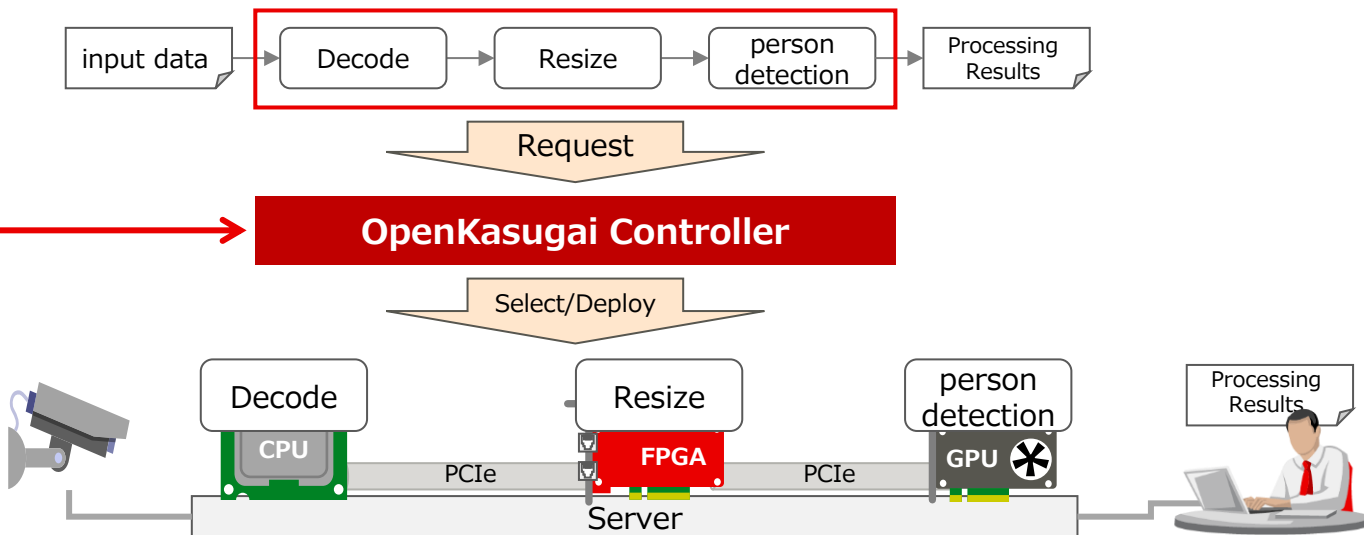 input data
Decode
Resize
person
detection
Processing
Results
Request
OpenKasugai Controller
Select/Deploy
Decode
Resize
person
detection
Processing
Results
CPU
PCIe
FPGA
PCIe
GPU
Server